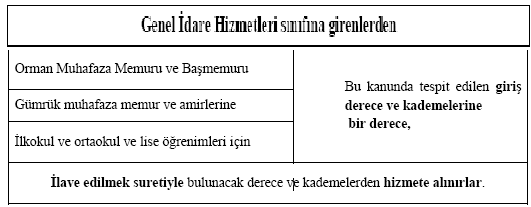 Genel İdare Hizmetleri sınıfına girenlerden
Orman Muhafaza Memuru ve Başmemuru
Gümrük muhafaza memur ve amirlerine
İlkokul ve ortaokul ve lise öğrenimleri için
Bu kanunda tespit edilen giriş
derece ve kademelerine
bir derece,
İlave edilmek suretiyle bulunacak derece ve kademelerden hizmete alınırlar.